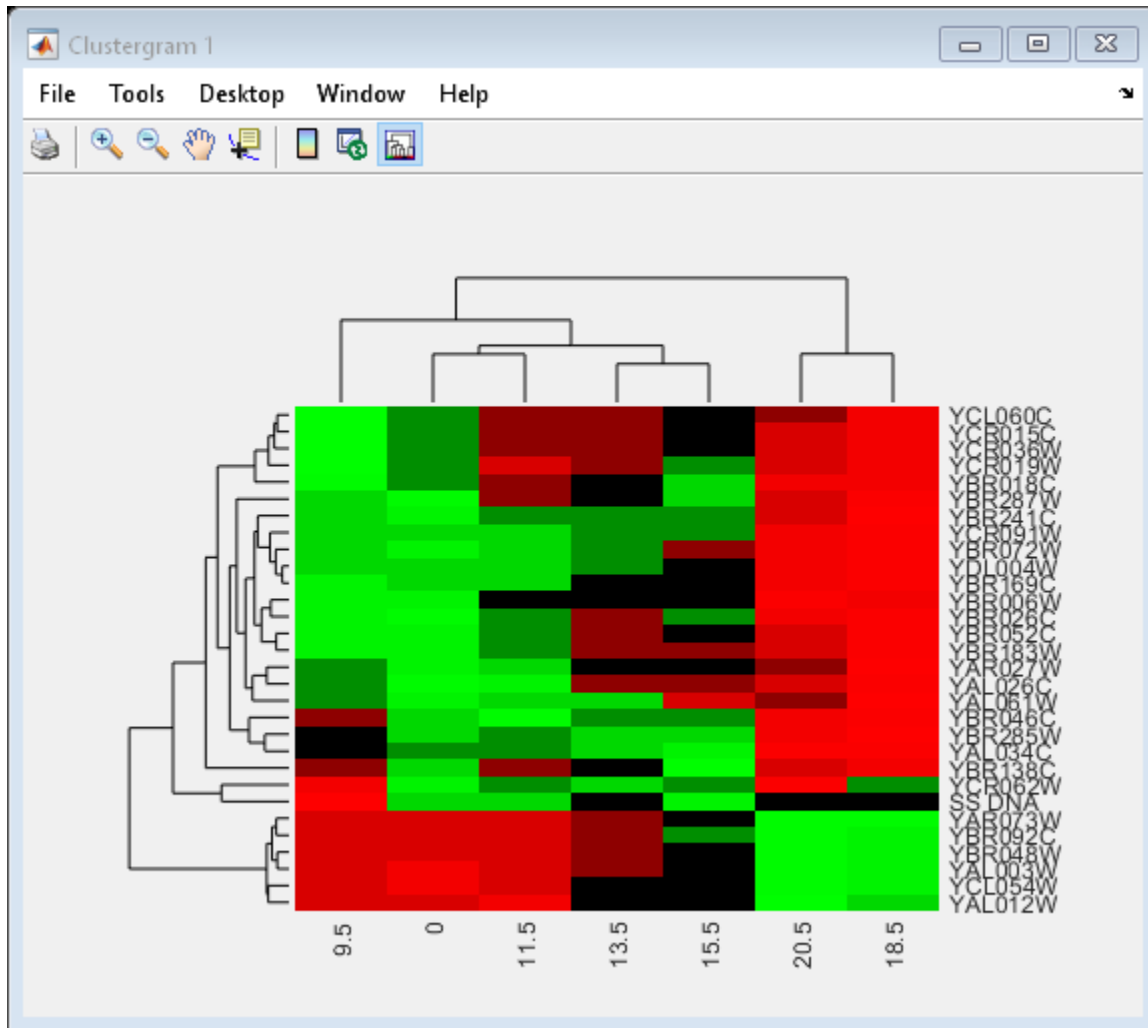 Clustergram 1
File Tools Desktop Window Help
YCL060C
YCR015C
YCR036W
YCR019W
YBR018C
YBR287W
YBR241C
YCR091W
YBR072W
YDL004W
YBR169C
YBR006W
YBR026C
YBR052C
YBR183W
YAR027W
YAL026C
YAL061W
YBR046C
YBR285W
YAL034C
YBR138C
YCR062W
SS DNA
YAR073W
YBR092C
YBR048W
YAL003W
YCL054W
YAL012W
9.5 0 11.5 13.5 15.5 20.5 18.5